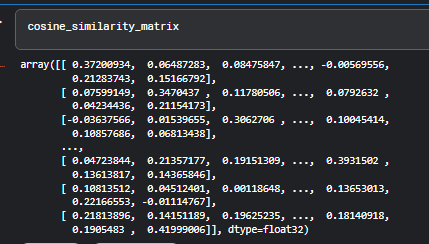 cosine_similarity_matrix
array([[ 0.37200934,  0.06487283,  0.08475847, ..., -0.00569556,
0.21283743,  0.15166792],
[ 0.07599149,  0.3470437 ,  0.11780506, ...,  0.0792632 ,
0.04234436,  0.21154173],
[-0.03637566,  0.01539655,  0.3062706 , ...,  0.10045414,
0.10857686,  0.06813438],
...,
[ 0.04723844,  0.21357177,  0.19151309, ...,  0.3931502 ,
0.13613817,  0.14365846],
[ 0.10813512,  0.04512401,  0.00118648, ...,  0.13653013,
0.22166553, -0.01114767],
[ 0.21813896,  0.14151189,  0.19625235, ...,  0.18140918,
0.1905483 ,  0.41999006]], dtype=float32)